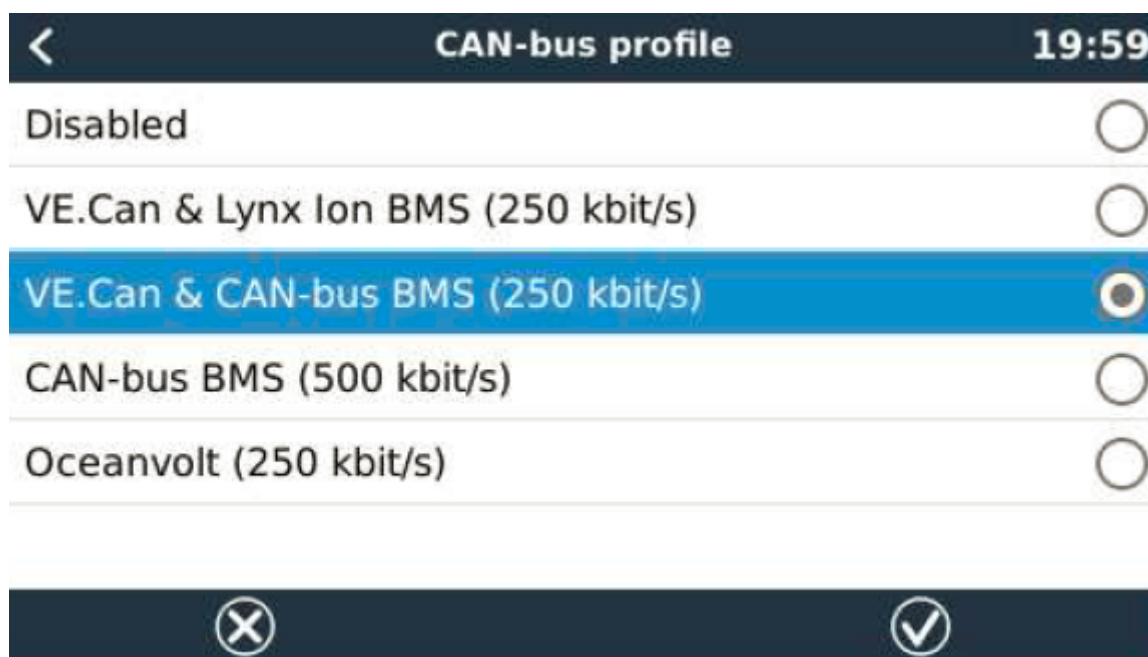 CAN-bus profile 19:59
Disabled
VE.Can & Lynx Ion BMS (250 kbit/s)
VE.Can & CAN-bus BMS (250 kbit/s)
CAN-bus BMS (500 kbit/s)
Oceanvolt (250 kbit/s)